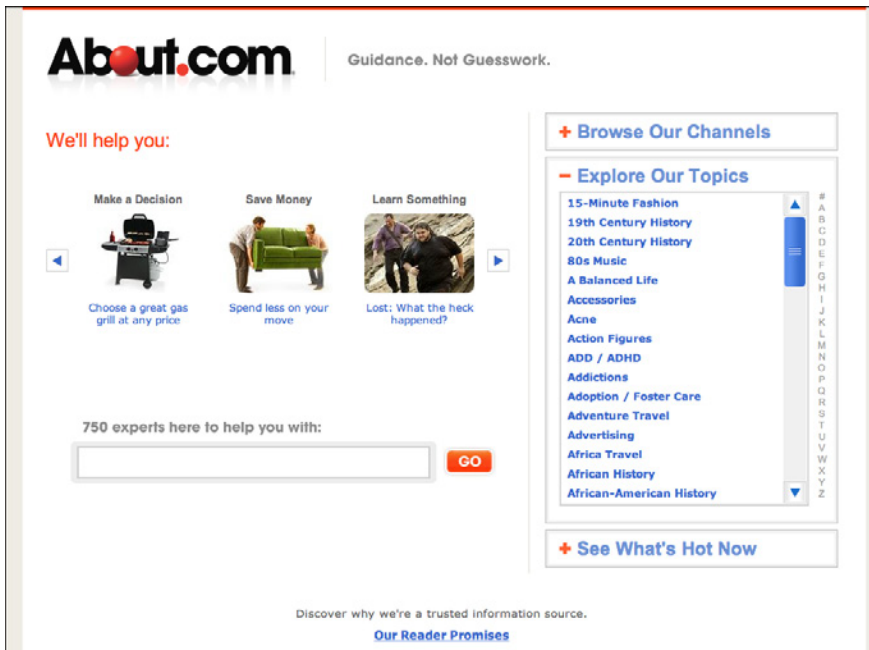 About.com
Guidance. Not Guesswork.
We'll help you:
Make a Decision
Choose a great gas
grill at any price
Save Money
Spend less on your
move
Learn Something
Lost: What the heck
happened?
750 experts here to help you with:
GO
+ Browse Our Channels
− Explore Our Topics
15-Minute Fashion
19th Century History
20th Century History
80s Music
A Balanced Life
Accessories
Acne
Action Figures
ADD / ADHD
Addictions
Adoption / Foster Care
Adventure Travel
Advertising
Africa Travel
African History
African-American History
#
A
B
C
D
E
F
G
H
I
J
K
L
M
N
O
P
Q
R
S
T
U
V
W
X
Y
Z
+ See What's Hot Now
Discover why we're a trusted information source.
Our Reader Promises